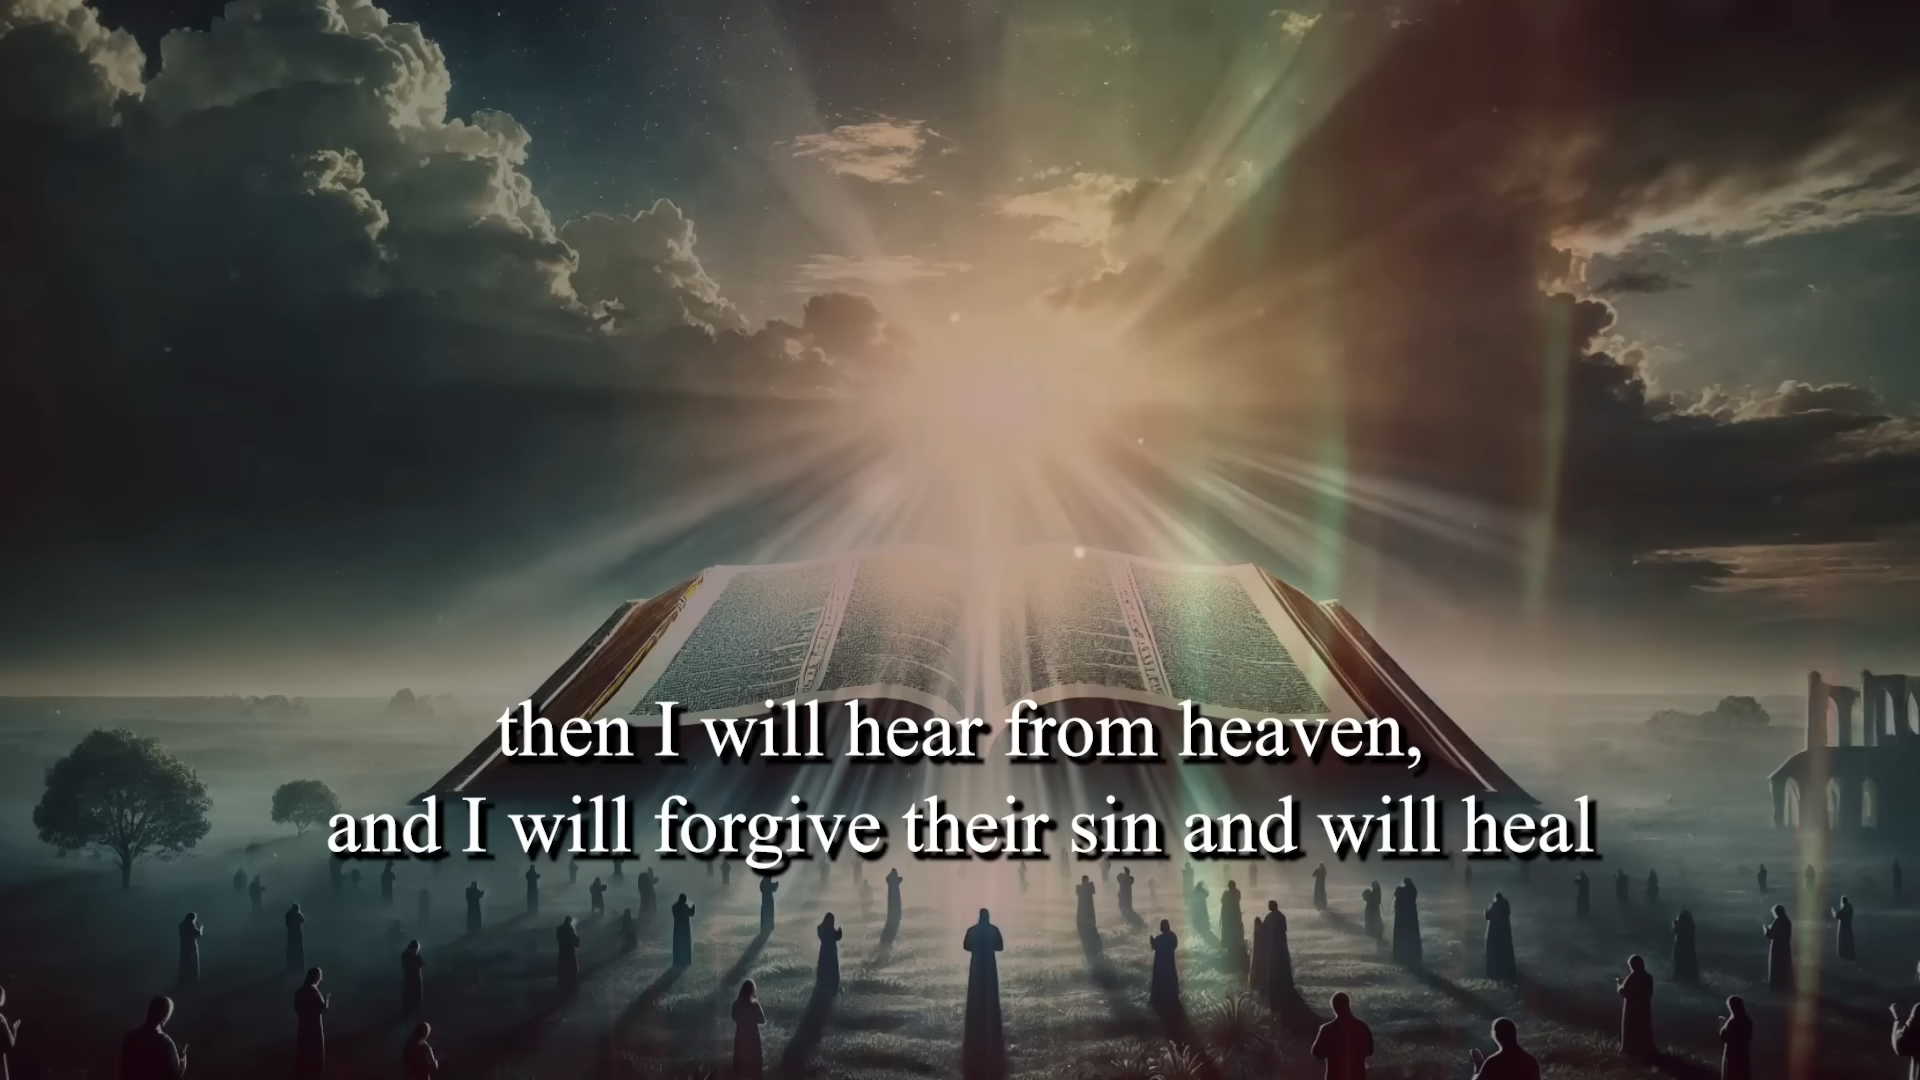 then I will hear from heaven,
and I will forgive their sin and will heal